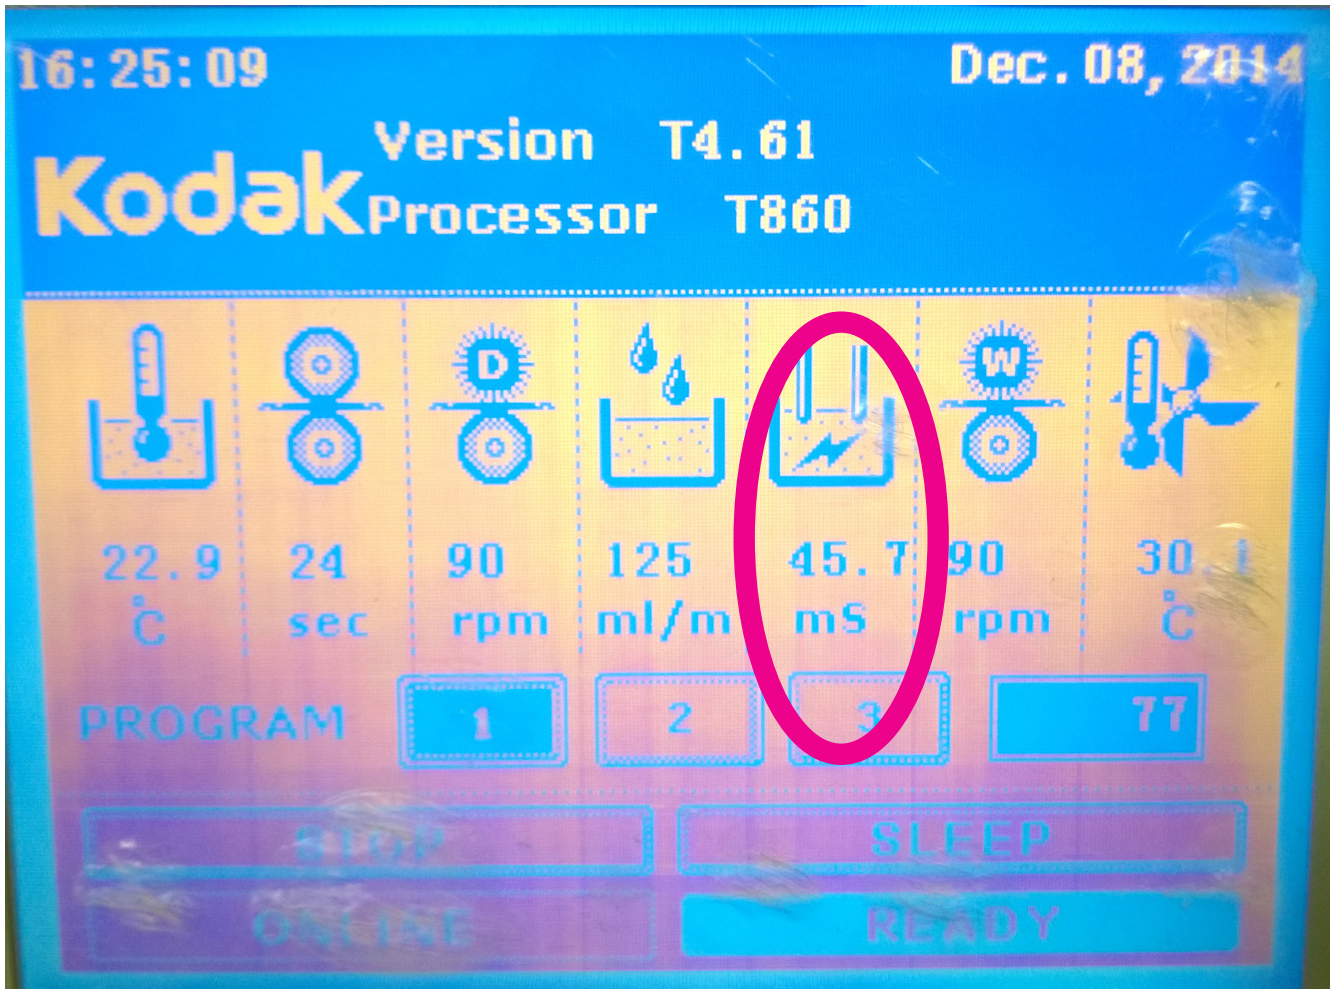 16:25:09 Dec.08,2014
Version T4.61
Kodak Processor T860
D W
22.9 24 90 125 45.7 90 30.1
°C sec rpm ml/m mS rpm °C
PROGRAM 1 2 3 77
STOP SLEEP
ONLINE READY